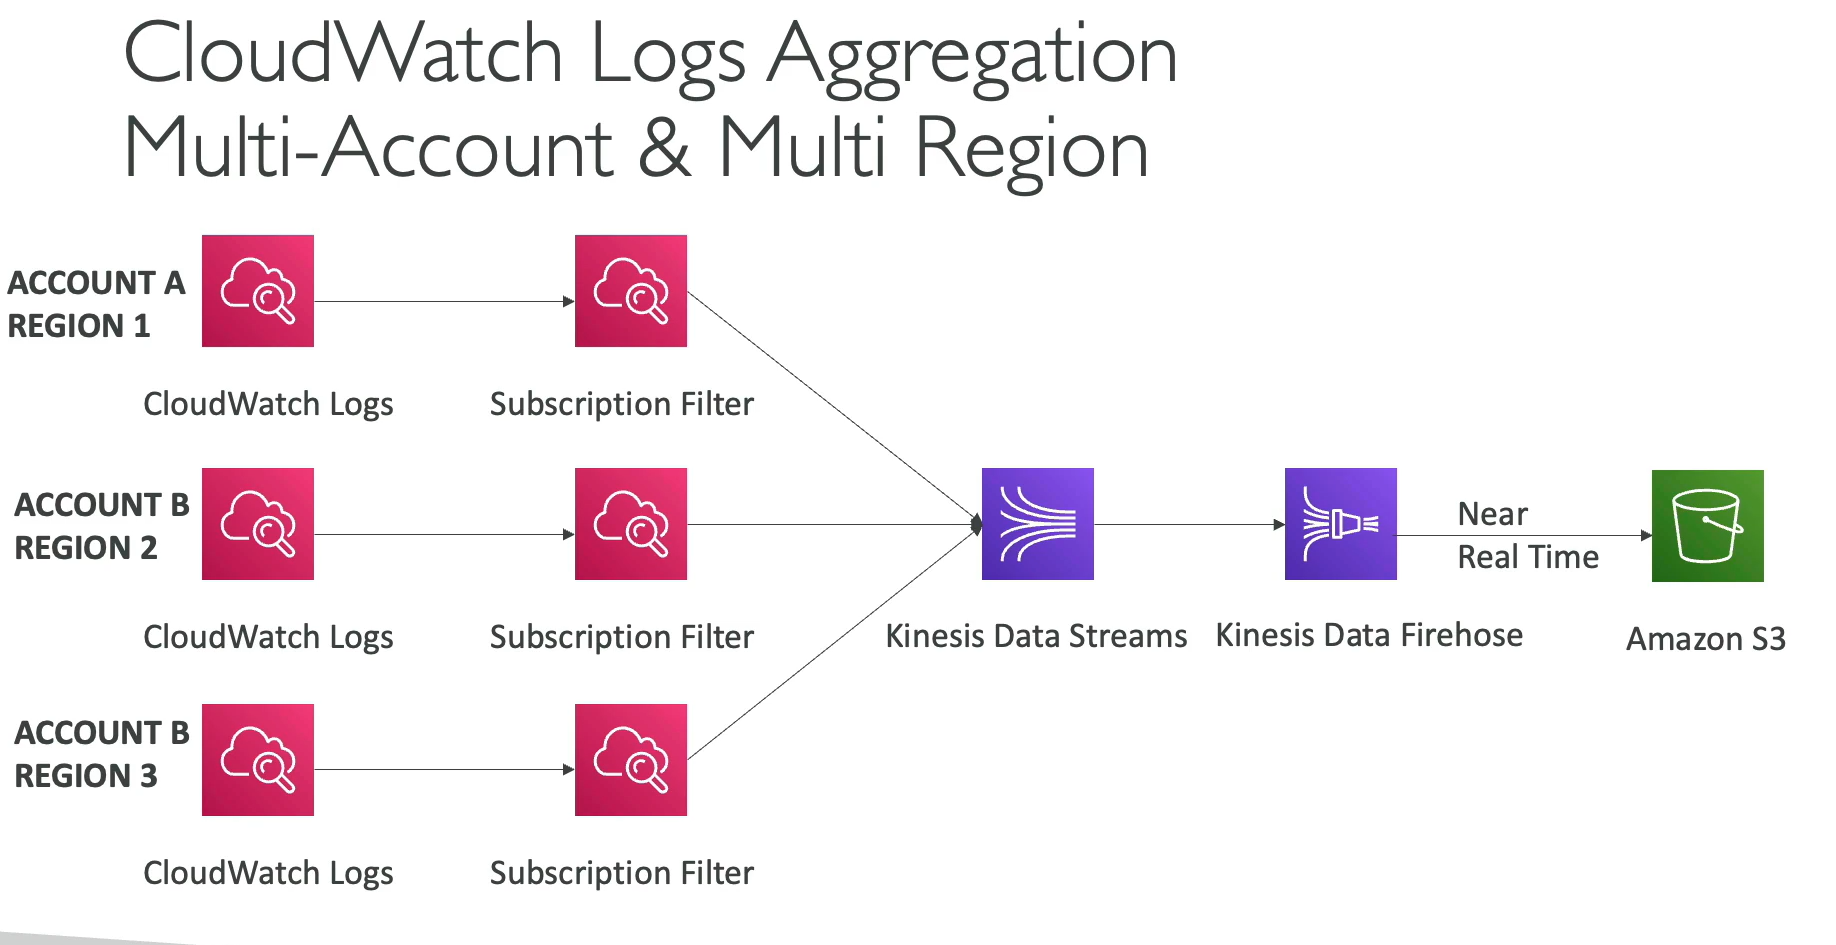 CloudWatch Logs Aggregation
Multi-Account & Multi Region
ACCOUNT A
REGION 1
CloudWatch Logs
Subscription Filter
ACCOUNT B
REGION 2
CloudWatch Logs
Subscription Filter
Kinesis Data Streams
Kinesis Data Firehose
Near
Real Time
Amazon S3
ACCOUNT B
REGION 3
CloudWatch Logs
Subscription Filter